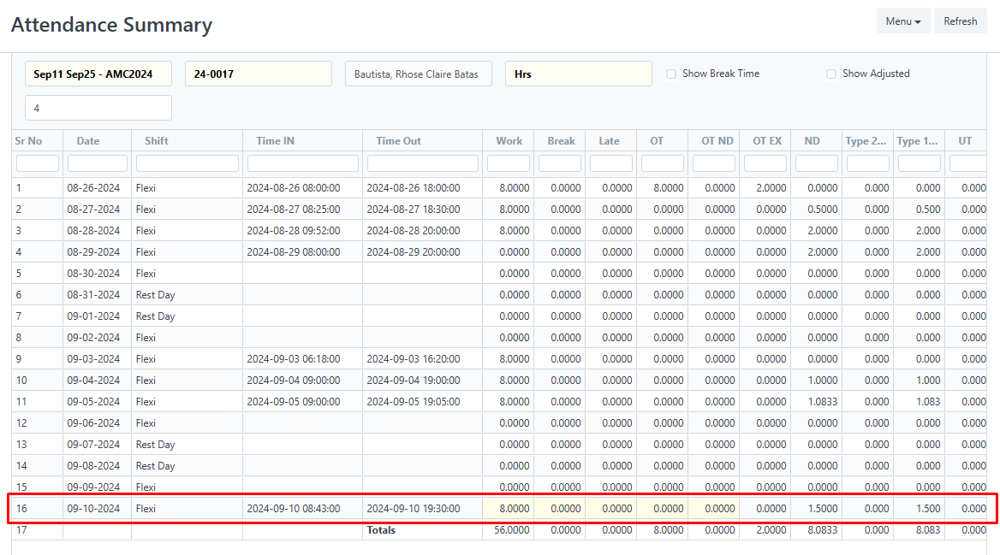 Attendance Summary
Menu Refresh
Sep11 Sep25 - AMC2024 24-0017 Bautista, Rhose Claire Batas Hrs Show Break Time Show Adjusted
4
Sr No Date Shift Time IN Time Out Work Break Late OT OT ND OT EX ND Type 2... Type 1... UT
1 08-26-2024 Flexi 2024-08-26 08:00:00 2024-08-26 18:00:00 8.0000 0.0000 0.0000 8.0000 0.0000 2.0000 0.0000 0.000 0.000 0.000
2 08-27-2024 Flexi 2024-08-27 08:25:00 2024-08-27 18:30:00 8.0000 0.0000 0.0000 0.0000 0.0000 0.0000 0.5000 0.000 0.500 0.000
3 08-28-2024 Flexi 2024-08-28 09:52:00 2024-08-28 20:00:00 8.0000 0.0000 0.0000 0.0000 0.0000 0.0000 2.0000 0.000 2.000 0.000
4 08-29-2024 Flexi 2024-08-29 08:00:00 2024-08-29 20:00:00 0.0000 0.0000 0.0000 0.0000 0.0000 0.0000 2.0000 0.000 2.000 0.000
5 08-30-2024 Flexi 0.0000 0.0000 0.0000 0.0000 0.0000 0.0000 0.0000 0.000 0.000 0.000
6 08-31-2024 Rest Day 0.0000 0.0000 0.0000 0.0000 0.0000 0.0000 0.0000 0.000 0.000 0.000
7 09-01-2024 Rest Day 0.0000 0.0000 0.0000 0.0000 0.0000 0.0000 0.0000 0.000 0.000 0.000
8 09-02-2024 Flexi 0.0000 0.0000 0.0000 0.0000 0.0000 0.0000 0.0000 0.000 0.000 0.000
9 09-03-2024 Flexi 2024-09-03 06:18:00 2024-09-03 16:20:00 8.0000 0.0000 0.0000 0.0000 0.0000 0.0000 0.0000 0.000 0.000 0.000
10 09-04-2024 Flexi 2024-09-04 09:00:00 2024-09-04 19:00:00 8.0000 0.0000 0.0000 0.0000 0.0000 0.0000 1.0000 0.000 1.000 0.000
11 09-05-2024 Flexi 2024-09-05 09:00:00 2024-09-05 19:05:00 8.0000 0.0000 0.0000 0.0000 0.0000 0.0000 1.0833 0.000 1.083 0.000
12 09-06-2024 Flexi 0.0000 0.0000 0.0000 0.0000 0.0000 0.0000 0.0000 0.000 0.000 0.000
13 09-07-2024 Rest Day 0.0000 0.0000 0.0000 0.0000 0.0000 0.0000 0.0000 0.000 0.000 0.000
14 09-08-2024 Rest Day 0.0000 0.0000 0.0000 0.0000 0.0000 0.0000 0.0000 0.000 0.000 0.000
15 09-09-2024 Flexi 0.0000 0.0000 0.0000 0.0000 0.0000 0.0000 0.0000 0.000 0.000 0.000
16 09-10-2024 Flexi 2024-09-10 08:43:00 2024-09-10 19:30:00 8.0000 0.0000 0.0000 0.0000 0.0000 0.0000 1.5000 0.000 1.500 0.000
17 Totals 56.0000 0.0000 0.0000 8.0000 0.0000 2.0000 8.0833 0.000 8.083 0.000